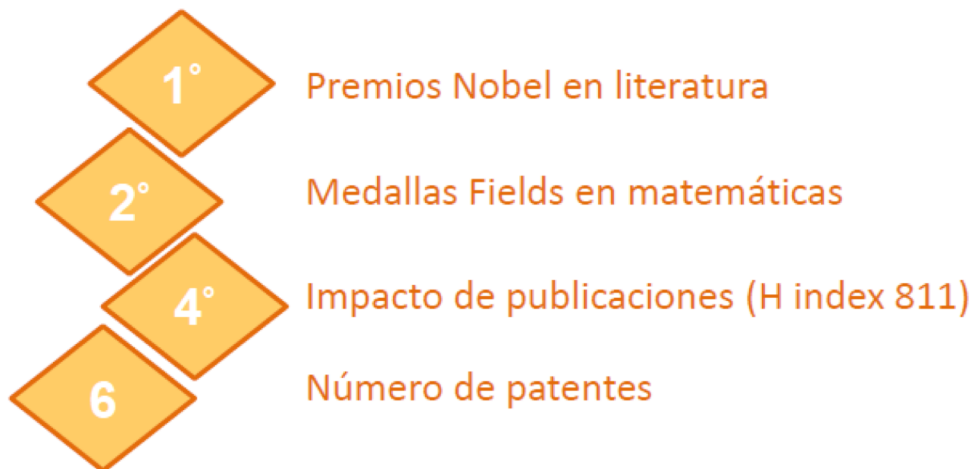 1° Premios Nobel en literatura
2° Medallas Fields en matemáticas
4° Impacto de publicaciones (H index 811)
6 Número de patentes